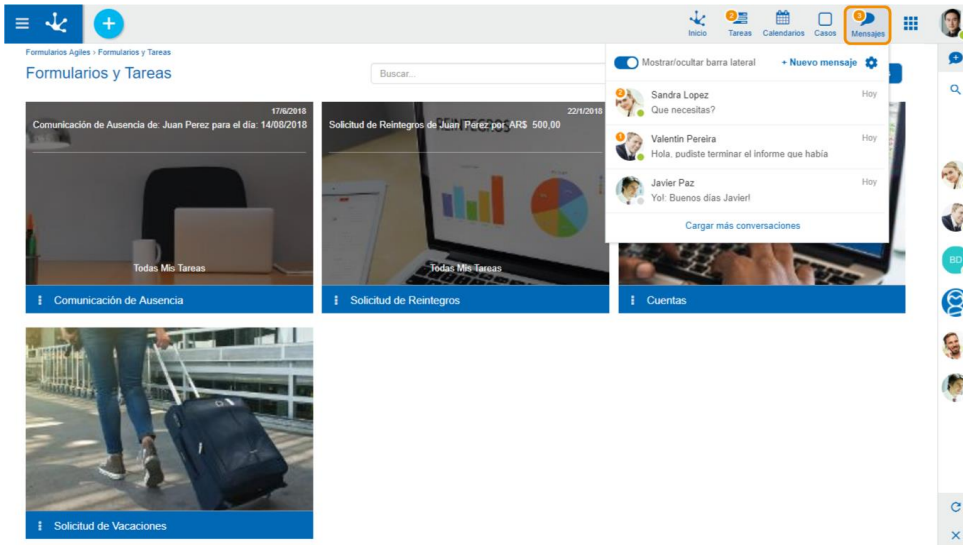 2
3
Inicio
Tareas
Calendarios
Casos
Mensajes
Formularios Agiles > Formularios y Tareas
Formularios y Tareas
Buscar...
Mostrar/ocultar barra lateral
+ Nuevo mensaje
2
Sandra Lopez
Hoy
Que necesitas?
1
Valentin Pereira
Hoy
Hola, pudiste terminar el informe que había
Javier Paz
Hoy
Yo!: Buenos días Javier!
Cargar más conversaciones
17/6/2018
Comunicación de Ausencia de: Juan Perez para el día: 14/08/2018
Todas Mis Tareas
Comunicación de Ausencia
22/1/2018
Solicitud de Reintegros de Juan Perez por AR$ 500,00
Todas Mis Tareas
Solicitud de Reintegros
Cuentas
Solicitud de Vacaciones
BD